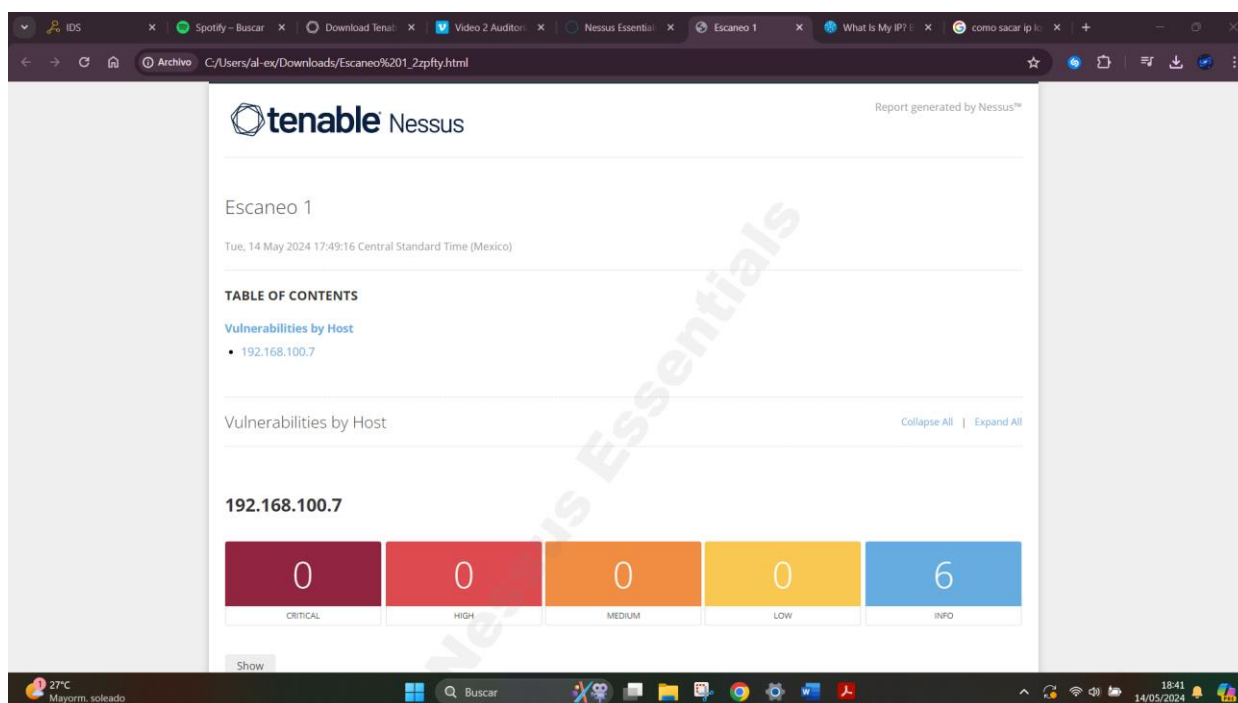 IDS
Spotify – Buscar
Download Tenab
Video 2 Auditori
Nessus Essential
Escaneo 1
What Is My IP?
como sacar ip lo
Archivo C:/Users/al-ex/Downloads/Escaneo%201_2zpfty.html
tenable Nessus
Report generated by Nessus™
Escaneo 1
Tue, 14 May 2024 17:49:16 Central Standard Time (Mexico)
TABLE OF CONTENTS
Vulnerabilities by Host
• 192.168.100.7
Vulnerabilities by Host
Collapse All | Expand All
192.168.100.7
0 0 0 0 6
CRITICAL HIGH MEDIUM LOW INFO
Show
Nessus Essentials
27°C
Mayorm. soleado
Buscar
18:41
14/05/2024